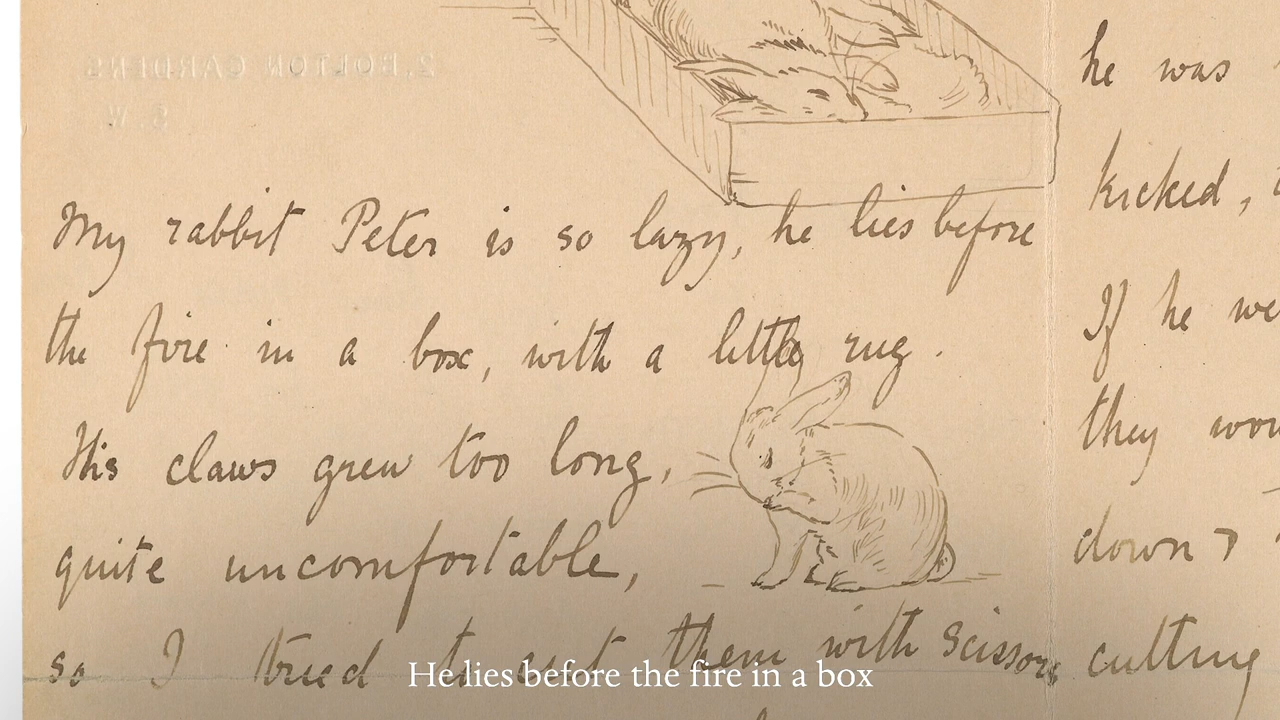 2, BOLTON GARDENS
S.W.
My rabbit Peter is so lazy, he lies before
the fire in a box, with a little rug.
His claws grew too long,
quite uncomfortable,
so I tried to cut them with scissors
he was
kicked,
If he
they
down
cutting
He lies before the fire in a box